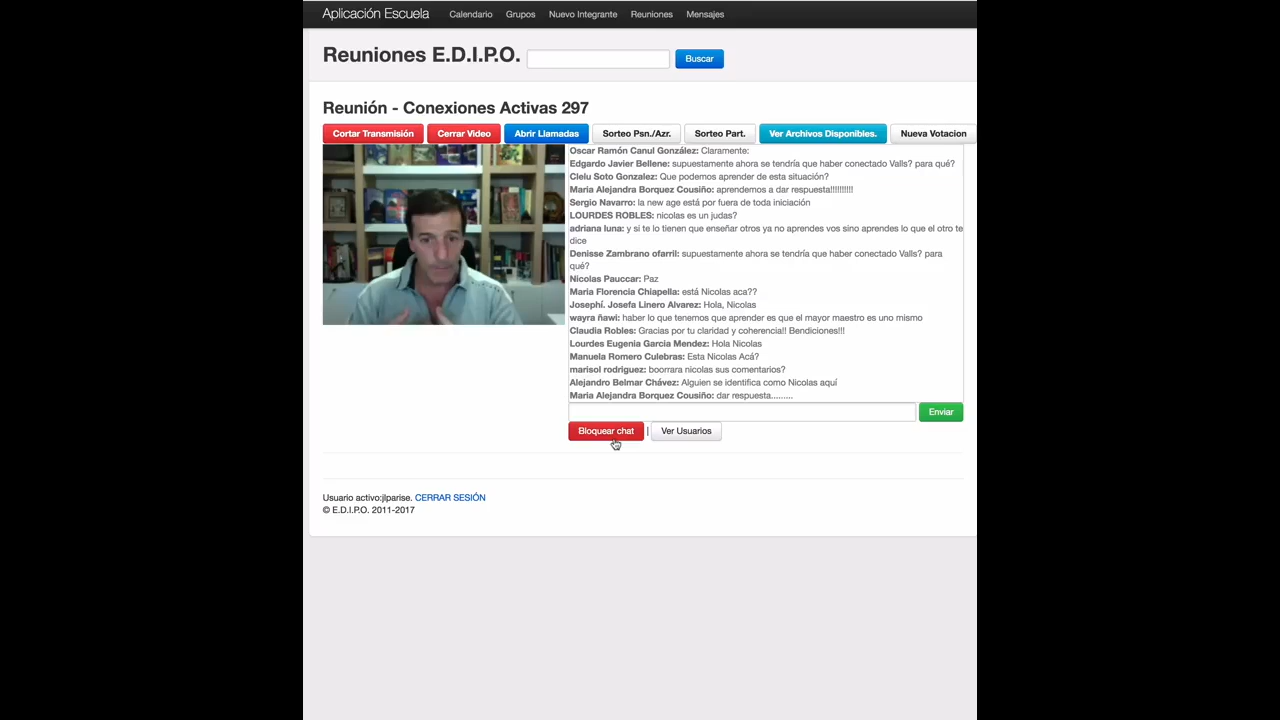 Aplicación Escuela Calendario Grupos Nuevo Integrante Reuniones Mensajes
Reuniones E.D.I.P.O. Buscar
Reunión - Conexiones Activas 297
Cortar Transmisión Cerrar Video Abrir Llamadas Sorteo Psn./Azr. Sorteo Part. Ver Archivos Disponibles. Nueva Votacion
Oscar Ramón Canul González: Claramente:
Edgardo Javier Bellene: supuestamente ahora se tendría que haber conectado Valls? para qué?
Clelu Soto Gonzalez: Que podemos aprender de esta situación?
Maria Alejandra Borquez Cousiño: aprendemos a dar respuesta!!!!!!!!!!
Sergio Navarro: la new age está por fuera de toda iniciación
LOURDES ROBLES: nicolas es un judas?
adriana luna: y si te lo tienen que enseñar otros ya no aprendes vos sino aprendes lo que el otro te
dice
Denisse Zambrano ofarril: supuestamente ahora se tendría que haber conectado Valls? para
qué?
Nicolas Pauccar: Paz
Maria Florencia Chiapella: está Nicolas aca??
Josephí. Josefa Linero Alvarez: Hola, Nicolas
wayra ñawi: haber lo que tenemos que aprender es que el mayor maestro es uno mismo
Claudia Robles: Gracias por tu claridad y coherencia!! Bendiciones!!!
Lourdes Eugenia Garcia Mendez: Hola Nicolas
Manuela Romero Culebras: Esta Nicolas Acá?
marisol rodriguez: boorrara nicolas sus comentarios?
Alejandro Belmar Chávez: Alguien se identifica como Nicolas aquí
Maria Alejandra Borquez Cousiño: dar respuesta.........
Enviar
Bloquear chat | Ver Usuarios
Usuario activo:jlparise. CERRAR SESIÓN
© E.D.I.P.O. 2011-2017